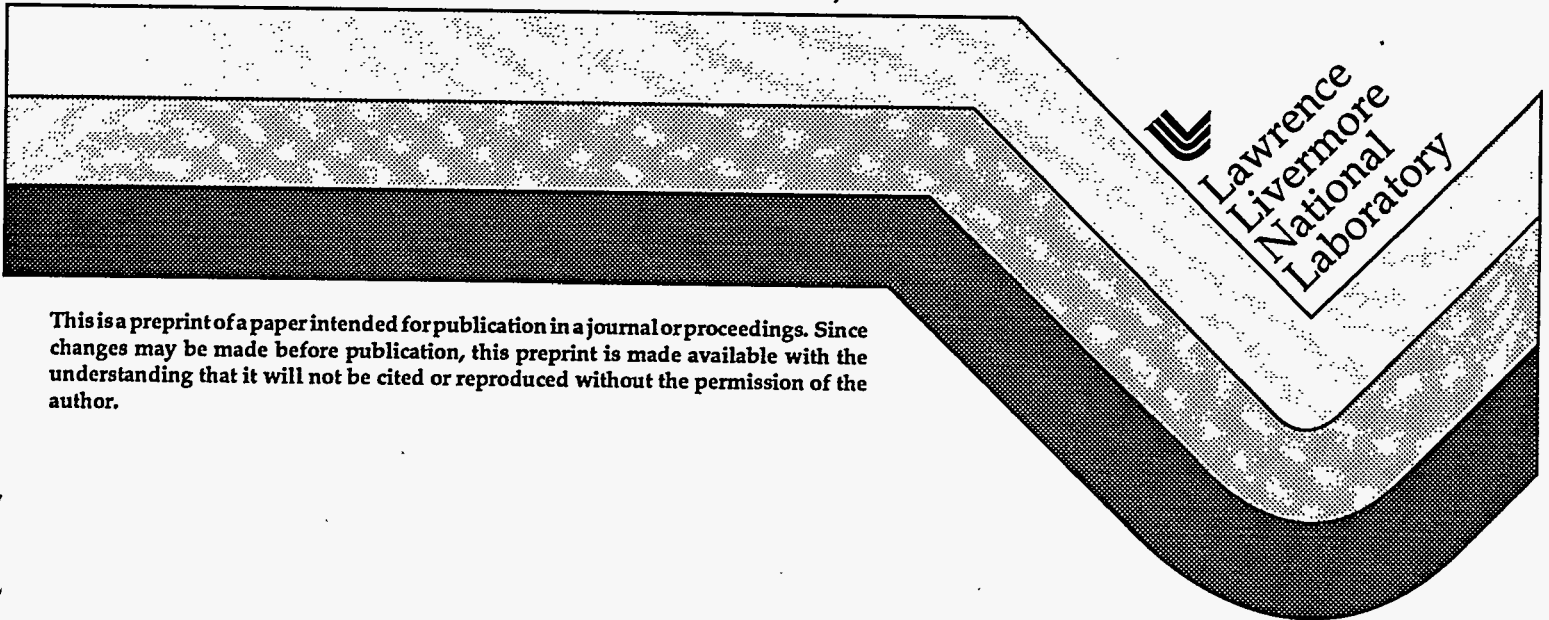 Lawrence
Livermore
National
Laboratory
This is a preprint of a paper intended for publication in a journal or proceedings. Since
changes may be made before publication, this preprint is made available with the
understanding that it will not be cited or reproduced without the permission of the
author.